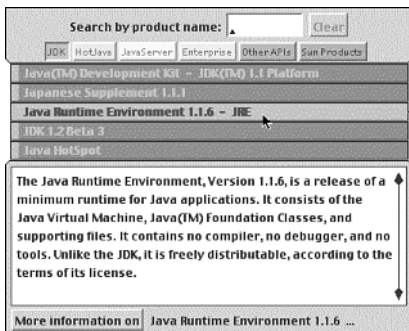 Search by product name:
Clear
JDK HotJava JavaServer Enterprise Other APIs Sun Products
Java(TM) Development Kit - JDK(TM) 1.1 Platform
Japanese Supplement 1.1.1
Java Runtime Environment 1.1.6 - JRE
JDK 1.2 Beta 3
Java HotSpot
The Java Runtime Environment, Version 1.1.6, is a release of a
minimum runtime for Java applications. It consists of the
Java Virtual Machine, Java(TM) Foundation Classes, and
supporting files. It contains no compiler, no debugger, and no
tools. Unlike the JDK, it is freely distributable, according to the
terms of its license.
More information on Java Runtime Environment 1.1.6 ...